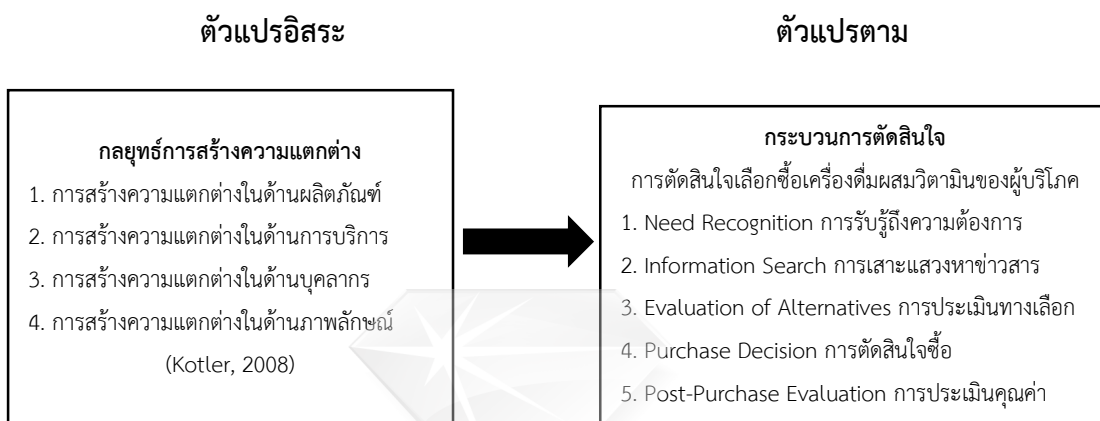 ตัวแปรอิสระ
ตัวแปรตาม
กลยุทธ์การสร้างความแตกต่าง
1. การสร้างความแตกต่างในด้านผลิตภัณฑ์
2. การสร้างความแตกต่างในด้านการบริการ
3. การสร้างความแตกต่างในด้านบุคลากร
4. การสร้างความแตกต่างในด้านภาพลักษณ์
(Kotler, 2008)
กระบวนการตัดสินใจ
การตัดสินใจเลือกซื้อเครื่องดื่มผสมวิตามินของผู้บริโภค
1. Need Recognition การรับรู้ถึงความต้องการ
2. Information Search การเสาะแสวงหาข่าวสาร
3. Evaluation of Alternatives การประเมินทางเลือก
4. Purchase Decision การตัดสินใจซื้อ
5. Post-Purchase Evaluation การประเมินคุณค่า